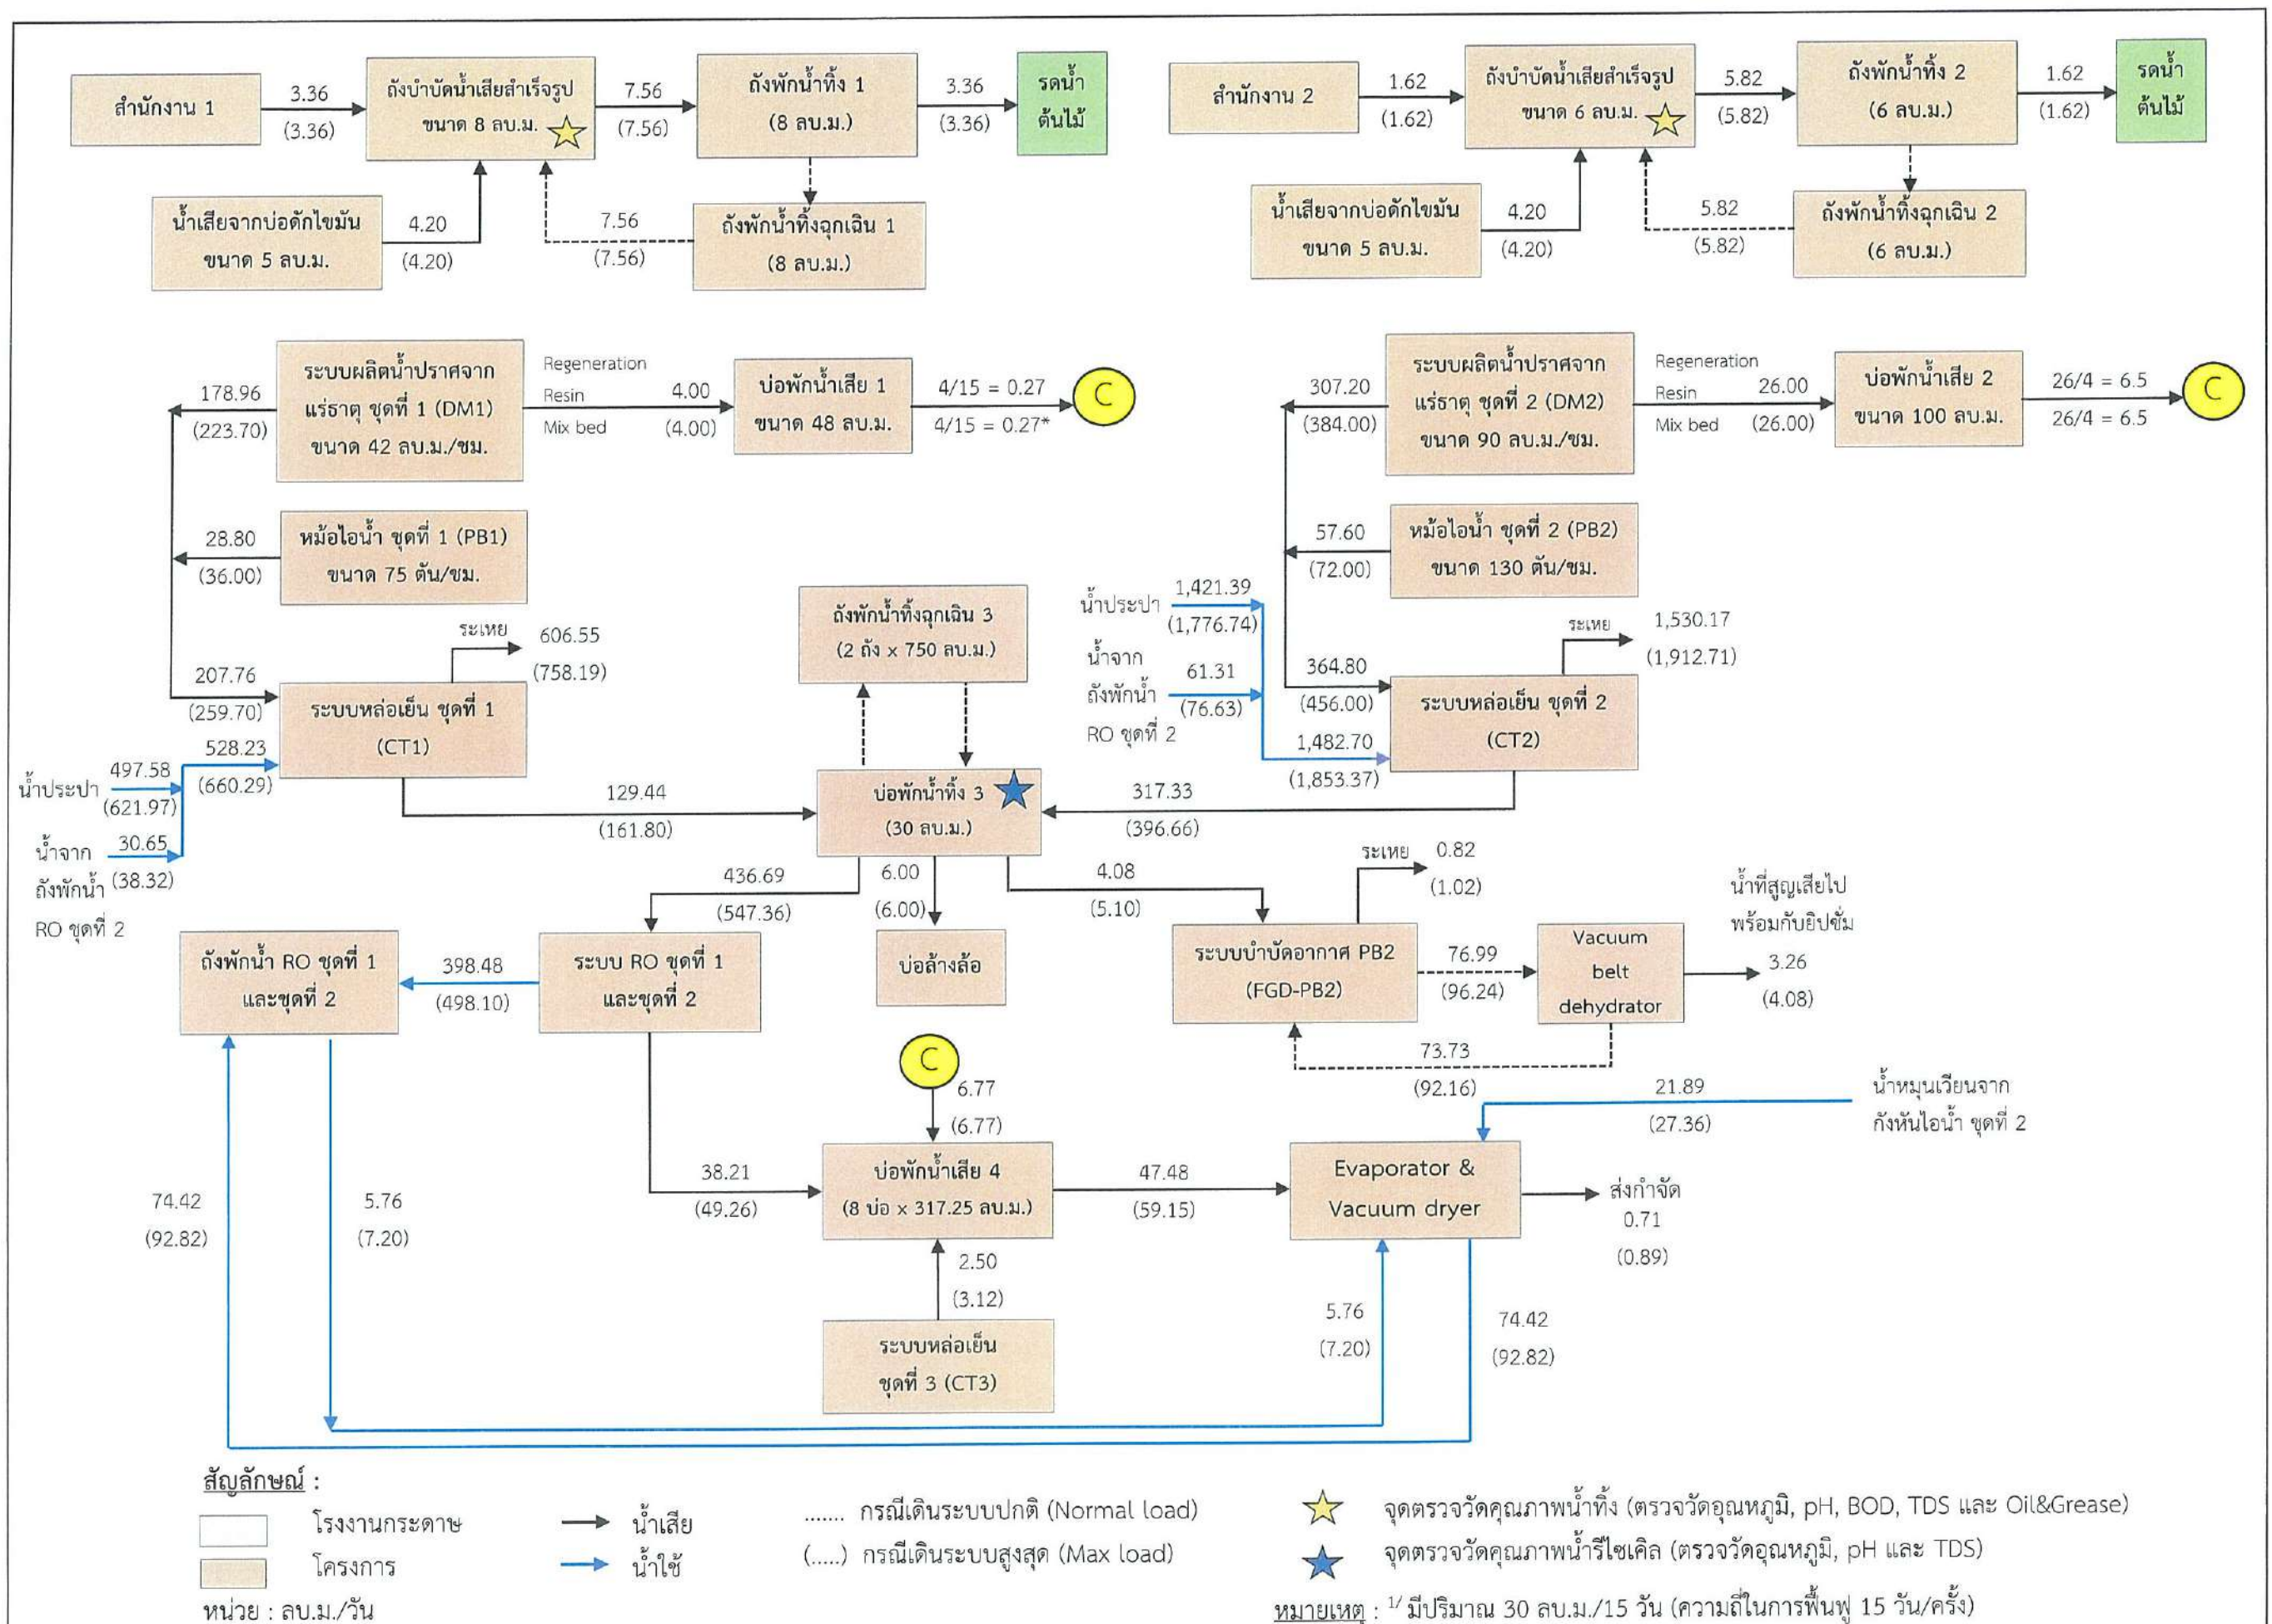 สำนักงาน 1
3.36
(3.36)
ถังบำบัดน้ำเสียสำเร็จรูป
ขนาด 8 ลบ.ม.
7.56
(7.56)
ถังพักน้ำทิ้ง 1
(8 ลบ.ม.)
3.36
(3.36)
รดน้ำ
ต้นไม้
น้ำเสียจากบ่อดักไขมัน
ขนาด 5 ลบ.ม.
4.20
(4.20)
7.56
(7.56)
ถังพักน้ำทิ้งฉุกเฉิน 1
(8 ลบ.ม.)
สำนักงาน 2
1.62
(1.62)
ถังบำบัดน้ำเสียสำเร็จรูป
ขนาด 6 ลบ.ม.
5.82
(5.82)
ถังพักน้ำทิ้ง 2
(6 ลบ.ม.)
1.62
(1.62)
รดน้ำ
ต้นไม้
น้ำเสียจากบ่อดักไขมัน
ขนาด 5 ลบ.ม.
4.20
(4.20)
5.82
(5.82)
ถังพักน้ำทิ้งฉุกเฉิน 2
(6 ลบ.ม.)
178.96
(223.70)
ระบบผลิตน้ำปราศจาก
แร่ธาตุ ชุดที่ 1 (DM1)
ขนาด 42 ลบ.ม./ชม.
Regeneration
Resin 4.00
Mix bed (4.00)
บ่อพักน้ำเสีย 1
ขนาด 48 ลบ.ม.
4/15 = 0.27
4/15 = 0.27*
C
28.80
(36.00)
หม้อไอน้ำ ชุดที่ 1 (PB1)
ขนาด 75 ตัน/ชม.
ระเหย 606.55
(758.19)
207.76
(259.70)
ระบบหล่อเย็น ชุดที่ 1
(CT1)
528.23
(660.29)
น้ำประปา 497.58
(621.97)
น้ำจาก 30.65
ถังพักน้ำ (38.32)
RO ชุดที่ 2
307.20
(384.00)
ระบบผลิตน้ำปราศจาก
แร่ธาตุ ชุดที่ 2 (DM2)
ขนาด 90 ลบ.ม./ชม.
Regeneration
Resin 26.00
Mix bed (26.00)
บ่อพักน้ำเสีย 2
ขนาด 100 ลบ.ม.
26/4 = 6.5
26/4 = 6.5
C
57.60
(72.00)
หม้อไอน้ำ ชุดที่ 2 (PB2)
ขนาด 130 ตัน/ชม.
น้ำประปา 1,421.39
(1,776.74)
น้ำจาก
ถังพักน้ำ 61.31
(76.63)
RO ชุดที่ 2
ระเหย 1,530.17
(1,912.71)
364.80
(456.00)
ระบบหล่อเย็น ชุดที่ 2
(CT2)
1,482.70
(1,853.37)
ถังพักน้ำทิ้งฉุกเฉิน 3
(2 ถัง x 750 ลบ.ม.)
129.44
(161.80)
บ่อพักน้ำทิ้ง 3
(30 ลบ.ม.)
317.33
(396.66)
436.69
(547.36)
6.00
(6.00)
4.08
(5.10)
ระเหย 0.82
(1.02)
น้ำที่สูญเสียไป
พร้อมกับยิปซั่ม
3.26
(4.08)
ถังพักน้ำ RO ชุดที่ 1
และชุดที่ 2
398.48
(498.10)
ระบบ RO ชุดที่ 1
และชุดที่ 2
บ่อล้างล้อ
ระบบบำบัดอากาศ PB2
(FGD-PB2)
76.99
(96.24)
Vacuum
belt
dehydrator
73.73
(92.16)
C
6.77
(6.77)
21.89
(27.36)
น้ำหมุนเวียนจาก
กังหันไอน้ำ ชุดที่ 2
74.42
(92.82)
5.76
(7.20)
38.21
(49.26)
บ่อพักน้ำเสีย 4
(8 บ่อ x 317.25 ลบ.ม.)
47.48
(59.15)
Evaporator &
Vacuum dryer
ส่งกำจัด
0.71
(0.89)
2.50
(3.12)
ระบบหล่อเย็น
ชุดที่ 3 (CT3)
5.76
(7.20)
74.42
(92.82)
สัญลักษณ์ :
โรงงานกระดาษ
โครงการ
หน่วย : ลบ.ม./วัน
น้ำเสีย
น้ำใช้
....... กรณีเดินระบบปกติ (Normal load)
(.....) กรณีเดินระบบสูงสุด (Max load)
จุดตรวจวัดคุณภาพน้ำทิ้ง (ตรวจวัดอุณหภูมิ, pH, BOD, TDS และ Oil&Grease)
จุดตรวจวัดคุณภาพน้ำรีไซเคิล (ตรวจวัดอุณหภูมิ, pH และ TDS)
หมายเหตุ : 1/ มีปริมาณ 30 ลบ.ม./15 วัน (ความถี่ในการฟื้นฟู 15 วัน/ครั้ง)